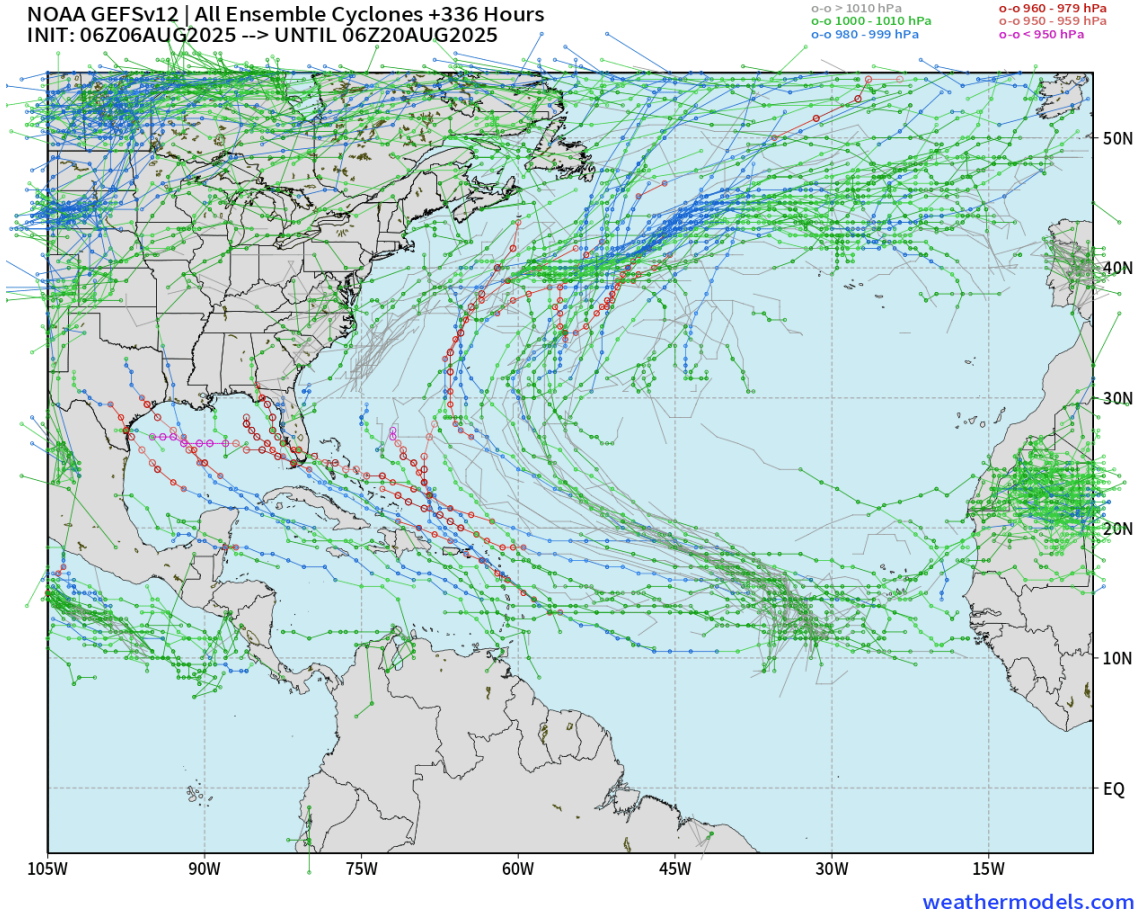 NOAA GEFSv12 | All Ensemble Cyclones +336 Hours
INIT: 06Z06AUG2025 --> UNTIL 06Z20AUG2025
o-o > 1010 hPa
o-o 1000 - 1010 hPa
o-o 980 - 999 hPa
o-o 960 - 979 hPa
o-o 950 - 959 hPa
o-o < 950 hPa
50N
40N
30N
20N
10N
EQ
105W 90W 75W 60W 45W 30W 15W
weathermodels.com